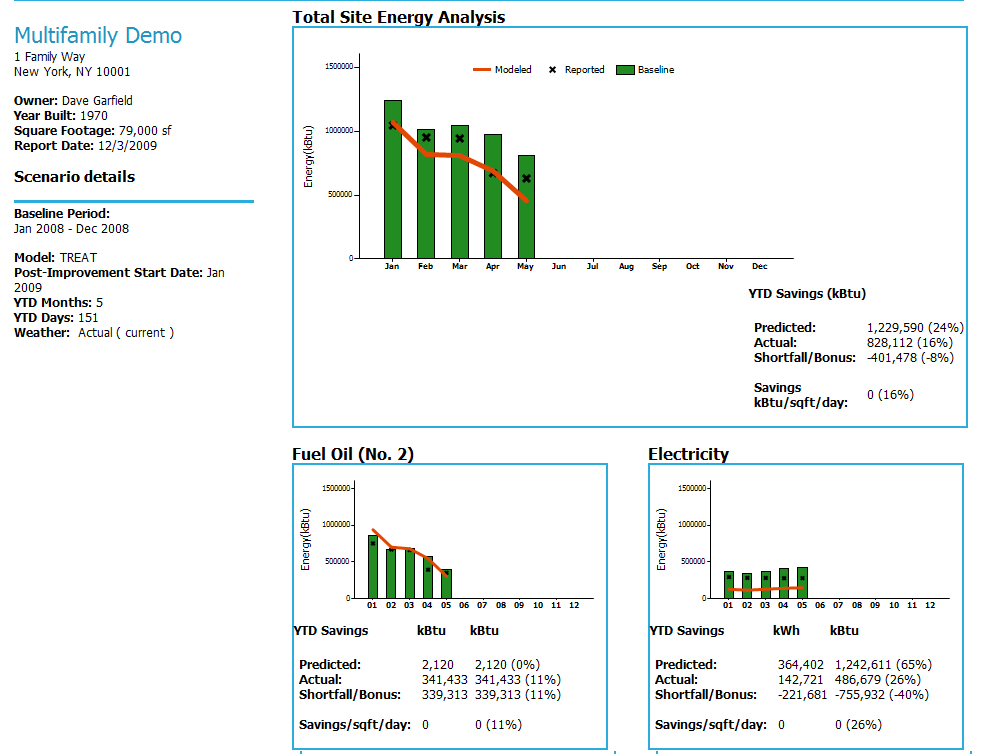 Multifamily Demo
1 Family Way
New York, NY 10001
Owner: Dave Garfield
Year Built: 1970
Square Footage: 79,000 sf
Report Date: 12/3/2009
Scenario details
Baseline Period:
Jan 2008 - Dec 2008
Model: TREAT
Post-Improvement Start Date: Jan
2009
YTD Months: 5
YTD Days: 151
Weather: Actual ( current )
Total Site Energy Analysis
Modeled Reported Baseline
Energy(kBtu)
1500000
1000000
500000
0
Jan Feb Mar Apr May Jun Jul Aug Sep Oct Nov Dec
YTD Savings (kBtu)
Predicted: 1,229,590 (24%)
Actual: 828,112 (16%)
Shortfall/Bonus: -401,478 (-8%)
Savings
kBtu/sqft/day: 0 (16%)
Fuel Oil (No. 2)
Energy(kBtu)
1500000
1000000
500000
0
01 02 03 04 05 06 07 08 09 10 11 12
YTD Savings kBtu kBtu
Predicted: 2,120 2,120 (0%)
Actual: 341,433 341,433 (11%)
Shortfall/Bonus: 339,313 339,313 (11%)
Savings/sqft/day: 0 0 (11%)
Electricity
Energy(kBtu)
1500000
1000000
500000
0
01 02 03 04 05 06 07 08 09 10 11 12
YTD Savings kWh kBtu
Predicted: 364,402 1,242,611 (65%)
Actual: 142,721 486,679 (26%)
Shortfall/Bonus: -221,681 -755,932 (-40%)
Savings/sqft/day: 0 0 (26%)